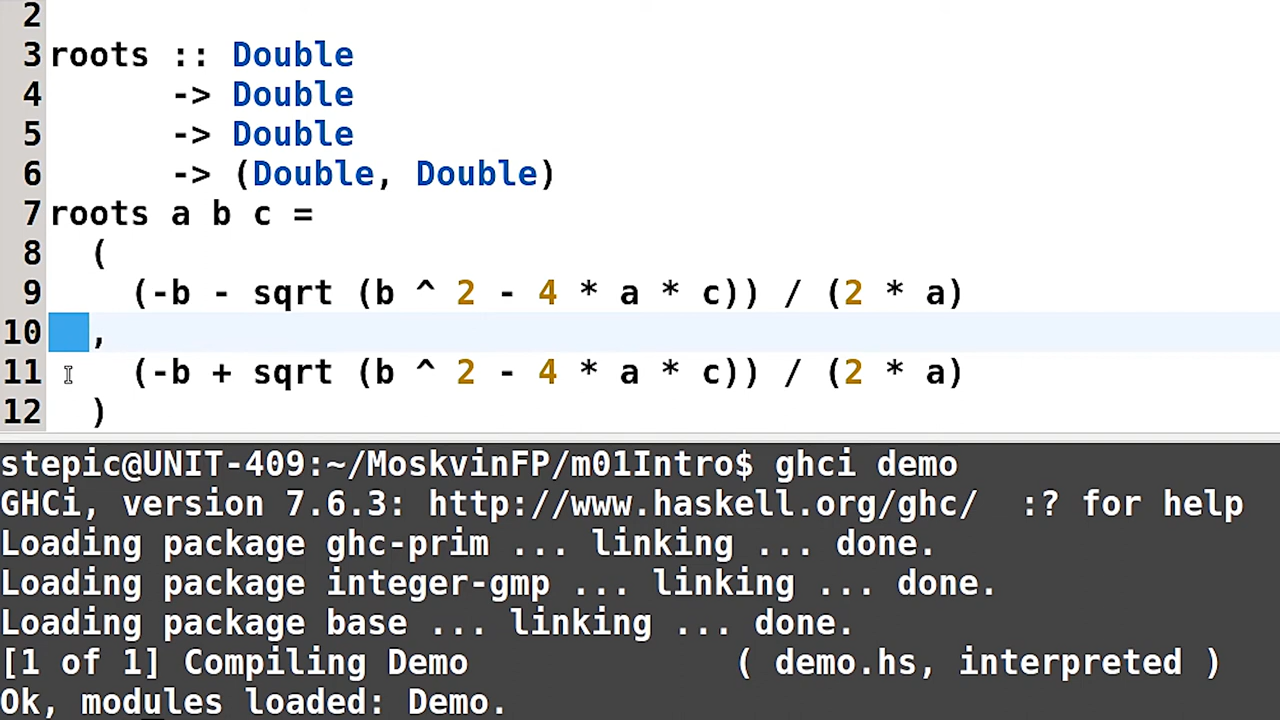 2
3 roots :: Double
4       -> Double
5       -> Double
6       -> (Double, Double)
7 roots a b c =
8   (
9     (-b - sqrt (b ^ 2 - 4 * a * c)) / (2 * a)
10   ,
11     (-b + sqrt (b ^ 2 - 4 * a * c)) / (2 * a)
12   )
stepic@UNIT-409:~/MoskvinFP/m01Intro$ ghci demo
GHCi, version 7.6.3: http://www.haskell.org/ghc/  :? for help
Loading package ghc-prim ... linking ... done.
Loading package integer-gmp ... linking ... done.
Loading package base ... linking ... done.
[1 of 1] Compiling Demo             ( demo.hs, interpreted )
Ok, modules loaded: Demo.